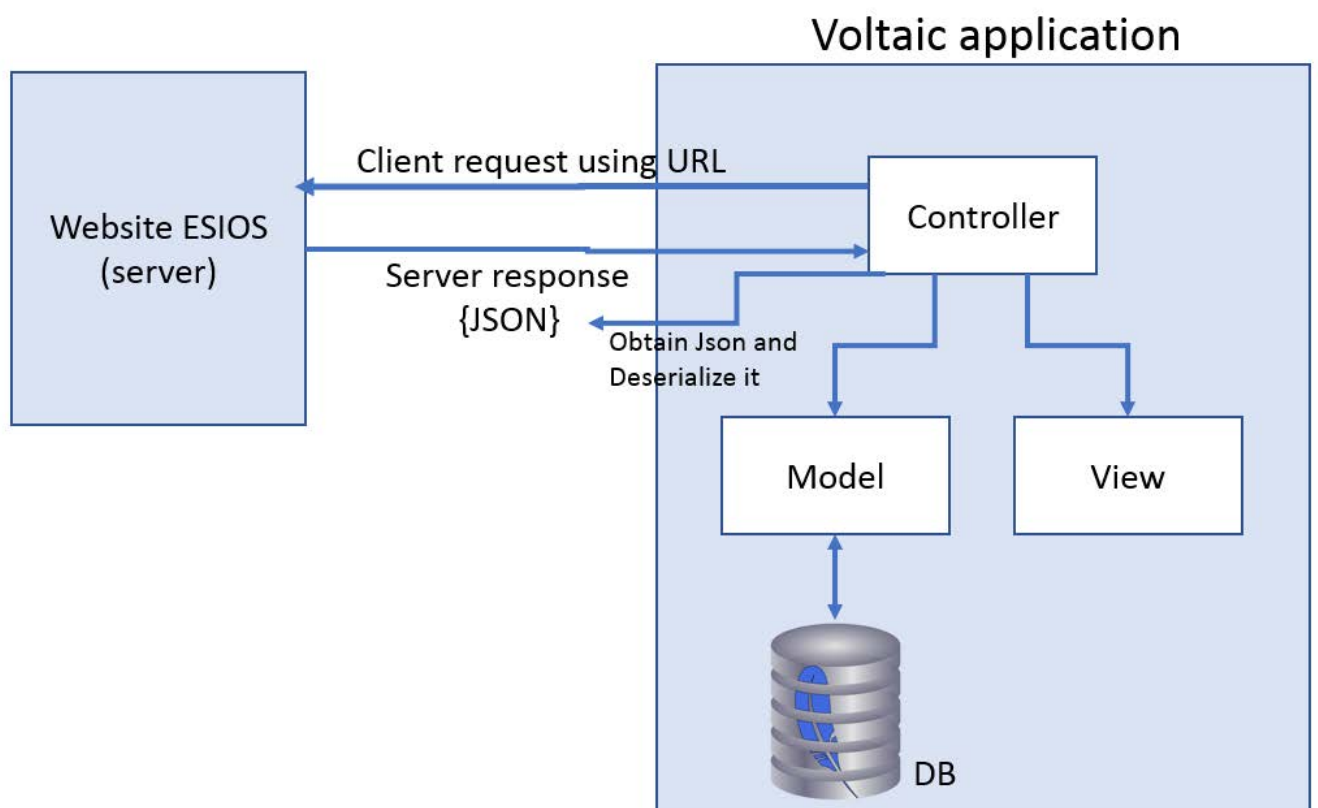 Voltaic application
Client request using URL
Controller
Website ESIOS
(server)
Server response
{JSON}
Obtain Json and
Deserialize it
Model
View
DB